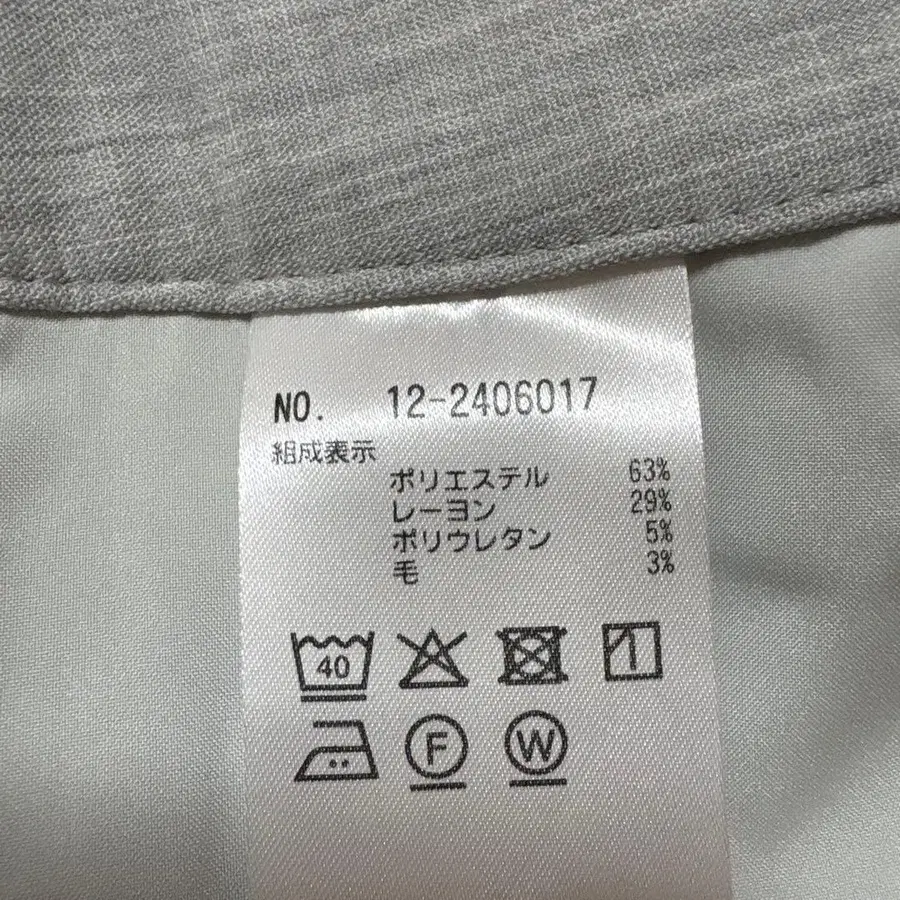 NO. 12-2406017
組成表示
ポリエステル 63%
レーヨン 29%
ポリウレタン 5%
毛 3%
40
F W